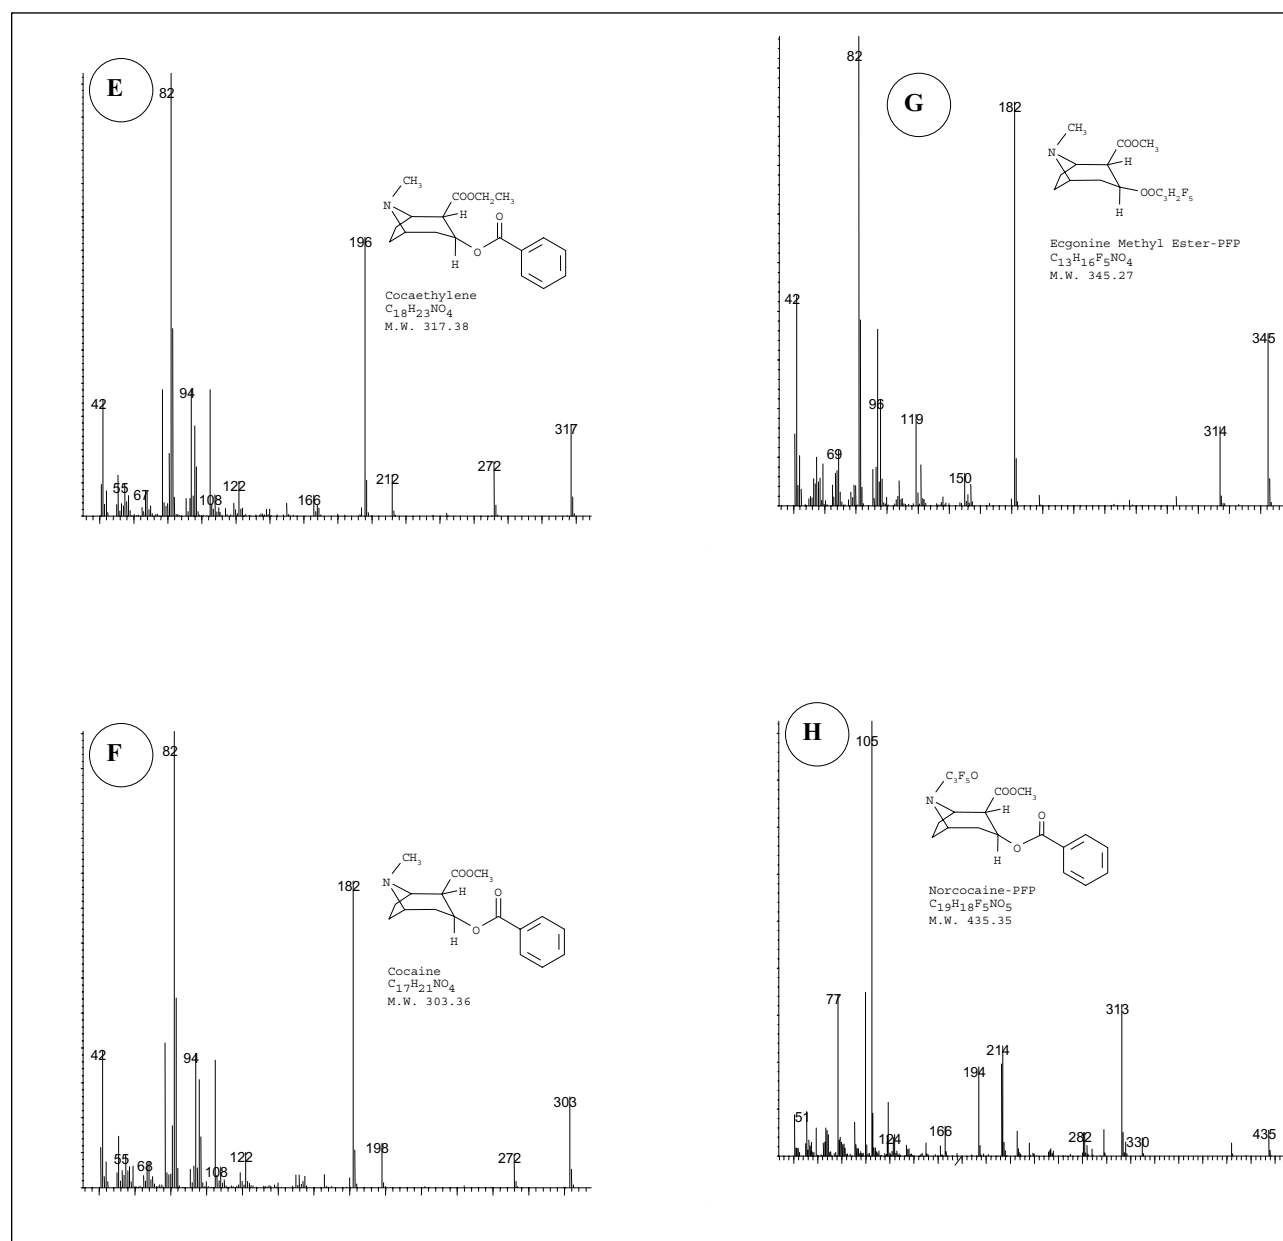 E
82
CH3
N
COOCH2CH3
H
O
196
O
H
Cocaethylene
C18H23NO4
M.W. 317.38
94
42
317
272
212
122
55
67
108
166
G
82
182
CH3
N
COOCH3
H
OOC3H2F5
H
Ecgonine Methyl Ester-PFP
C13H16F5NO4
M.W. 345.27
42
345
96
119
314
69
150
F
82
CH3
N
COOCH3
H
O
182
O
H
Cocaine
C17H21NO4
M.W. 303.36
42
94
303
198
55
68
108
122
272
H
105
C3F5O
N
COOCH3
H
O
O
H
Norcocaine-PFP
C19H18F5NO5
M.W. 435.35
77
313
214
194
51
124
166
282
330
435